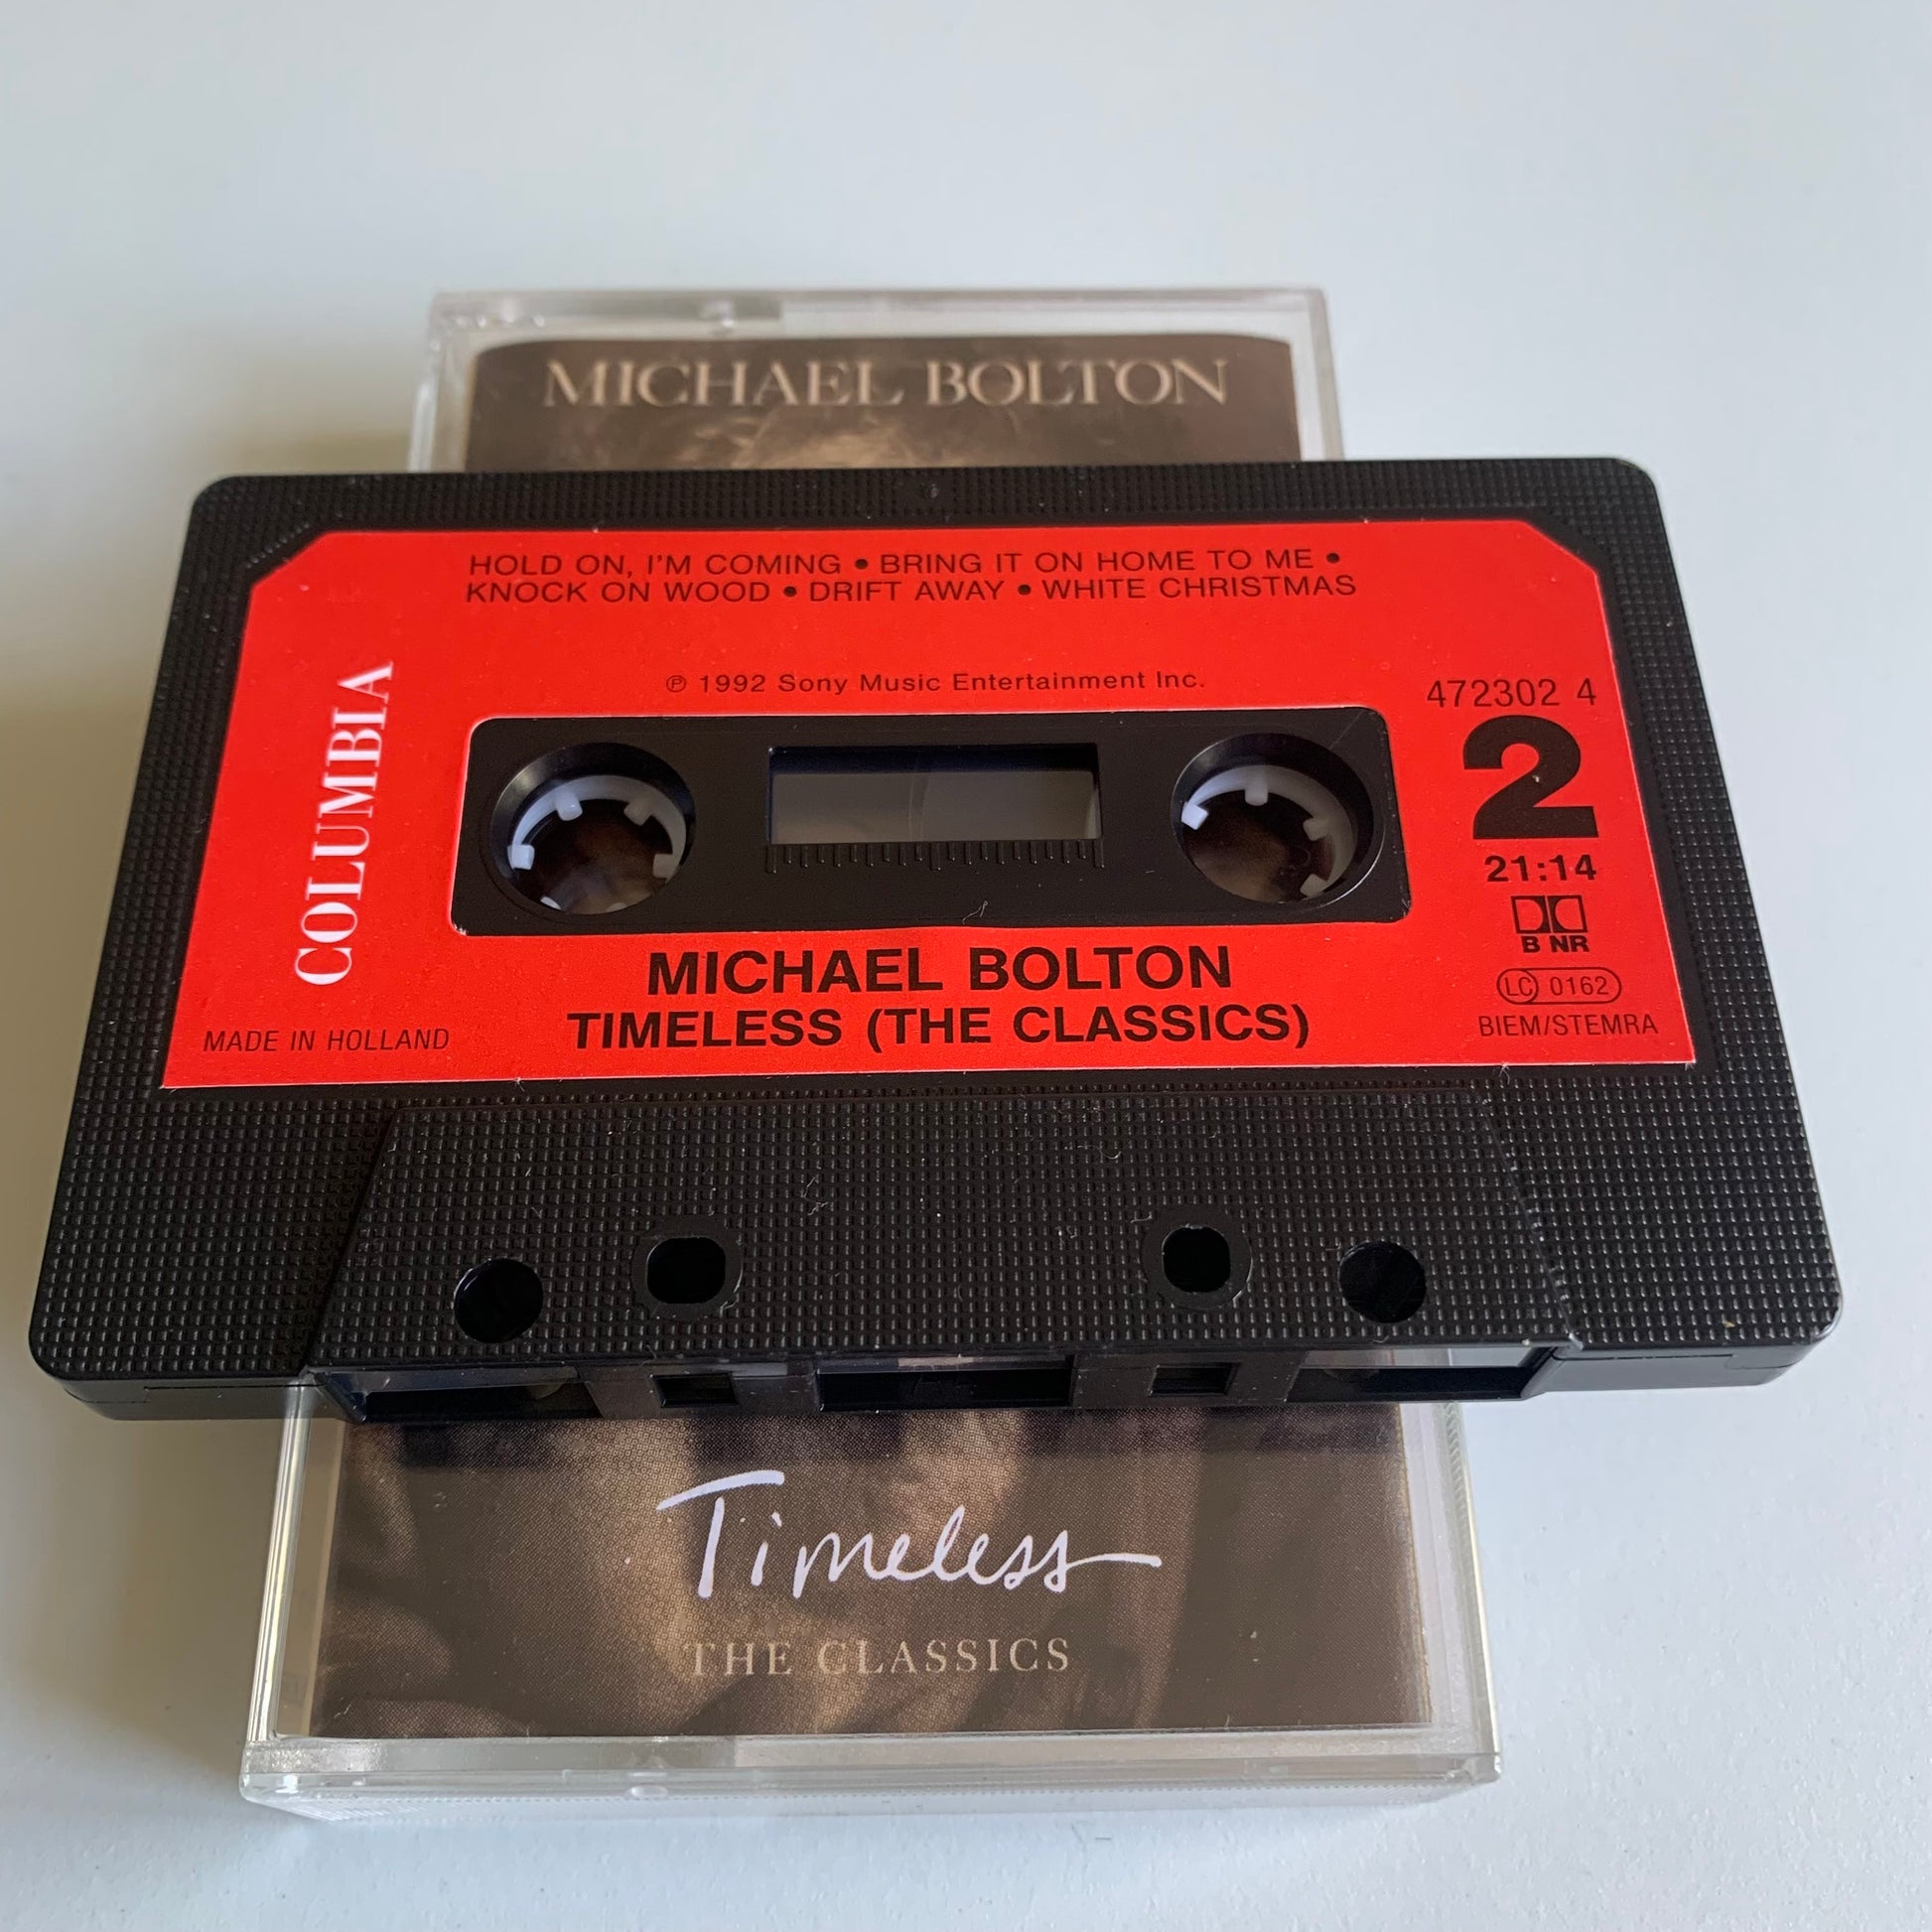 MICHAEL BOLTON
HOLD ON, I'M COMING • BRING IT ON HOME TO ME •
KNOCK ON WOOD • DRIFT AWAY • WHITE CHRISTMAS
℗ 1992 Sony Music Entertainment Inc.
COLUMBIA
472302 4
2
21:14
B NR
LC 0162
BIEM/STEMRA
MICHAEL BOLTON
TIMELESS (THE CLASSICS)
MADE IN HOLLAND
Timeless
THE CLASSICS